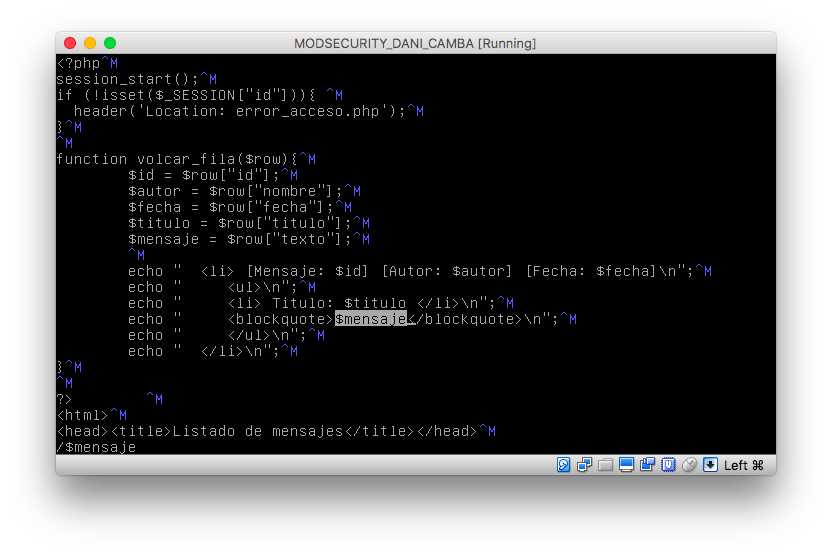 MODSECURITY_DANI_CAMBA [Running]
<?php^M
session_start();^M
if (!isset($_SESSION["id"])){ ^M
  header('Location: error_acceso.php');^M
}^M
^M
function volcar_fila($row){^M
        $id = $row["id"];^M
        $autor = $row["nombre"];^M
        $fecha = $row["fecha"];^M
        $titulo = $row["titulo"];^M
        $mensaje = $row["texto"];^M
        ^M
        echo "  <li> [Mensaje: $id] [Autor: $autor] [Fecha: $fecha]\n";^M
        echo "     <ul>\n";^M
        echo "     <li> Titulo: $titulo </li>\n";^M
        echo "     <blockquote>$mensaje</blockquote>\n";^M
        echo "     </ul>\n";^M
        echo "  </li>\n";^M
}^M
^M
?>        ^M
<html>^M
<head><title>Listado de mensajes</title></head>^M
/$mensaje
Left ⌘